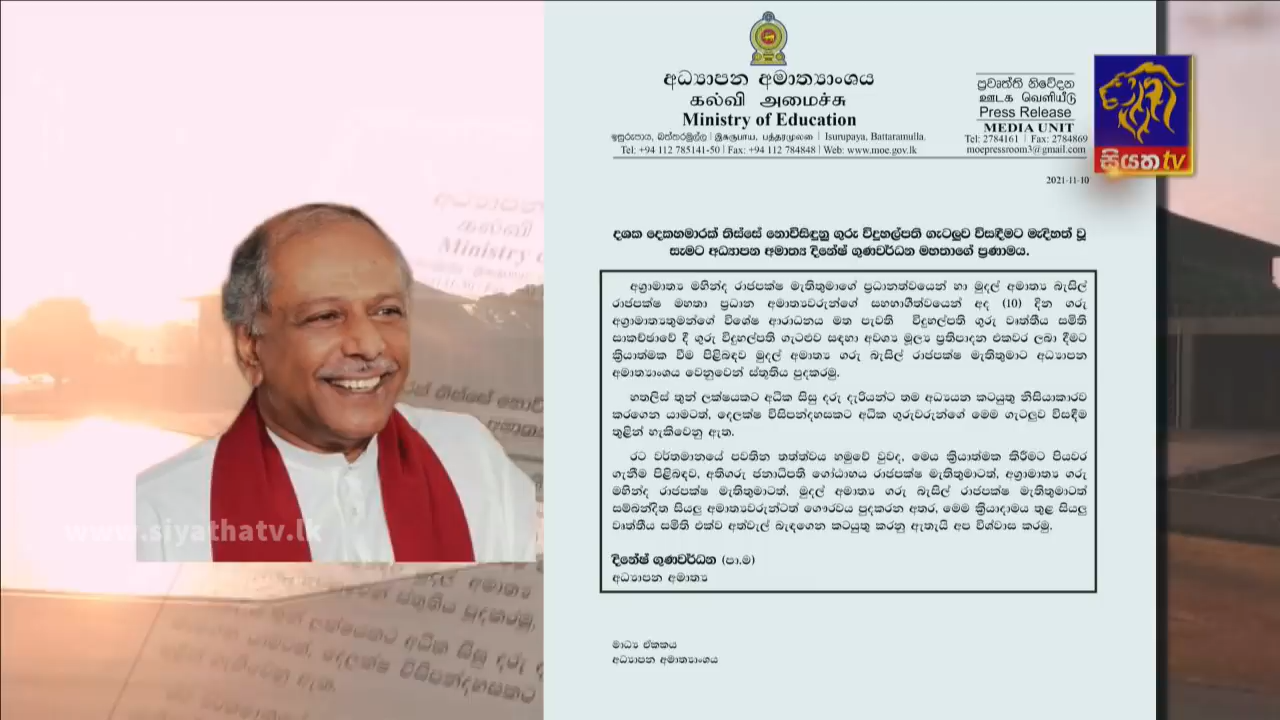 අධ්‍යාපන අමාත්‍යාංශය
கல்வி அமைச்சு
Ministry of Education
ඉසුරුපාය, බත්තරමුල්ල | இசுருபாய, பத்தரமுல்லை | Isurupaya, Battaramulla.
Tel: +94 112 785141-50 | Fax: +94 112 784848 | Web: www.moe.gov.lk
ප්‍රවෘත්ති නිවේදන
ஊடக வெளியீடு
Press Release
MEDIA UNIT
Tel: 2784161 | Fax: 2784869
moepressroom3@gmail.com
සියත tv
2021-11-10
දශක දෙකහමාරක් තිස්සේ නොවිසිඳුනු ගුරු විදුහල්පති ගැටලුව විසඳීමට මැදිහත් වූ
සැමට අධ්‍යාපන අමාත්‍ය දිනේෂ් ගුණවර්ධන මහතාගේ ප්‍රණාමය.
අග්‍රාමාත්‍ය මහින්ද රාජපක්ෂ මැතිතුමාගේ ප්‍රධානත්වයෙන් හා මුදල් අමාත්‍ය බැසිල්
රාජපක්ෂ මහතා ප්‍රධාන අමාත්‍යවරුන්ගේ සහභාගීත්වයෙන් අද (10) දින ගරු
අග්‍රාමාත්‍යතුමන්ගේ විශේෂ ආරාධනය මත පැවති විදුහල්පති ගුරු වෘත්තීය සමිති
සාකච්ඡාවේ දී ගුරු විදුහල්පති ගැටළුව සඳහා අවශ්‍ය මූල්‍ය ප්‍රතිපාදන එකවර ලබා දීමට
ක්‍රියාත්මක වීම පිළිබඳව මුදල් අමාත්‍ය ගරු බැසිල් රාජපක්ෂ මැතිතුමාට අධ්‍යාපන
අමාත්‍යාංශය වෙනුවෙන් ස්තූතිය පුදකරමු.
හතලිස් තුන් ලක්ෂයකට අධික සිසු දරු දැරියන්ට තම අධ්‍යයන කටයුතු නිසියාකාරව
කරගෙන යාමටත්, දෙලක්ෂ විසිපන්දහසකට අධික ගුරුවරුන්ගේ මෙම ගැටලුව විසඳීම
තුළින් හැකිවෙනු ඇත.
රට වර්තමානයේ පවතින තත්ත්වය හමුවේ වුවද, මෙය ක්‍රියාත්මක කිරීමට පියවර
ගැනීම පිළිබඳව, අතිගරු ජනාධිපති ගෝඨාභය රාජපක්ෂ මැතිතුමාටත්, අග්‍රාමාත්‍ය ගරු
මහින්ද රාජපක්ෂ මැතිතුමාටත්, මුදල් අමාත්‍ය ගරු බැසිල් රාජපක්ෂ මැතිතුමාටත්
සම්බන්දිත සියලු අමාත්‍යවරුන්ටත් ගෞරවය පුදකරන අතර, මෙම ක්‍රියාදාමය තුළ සියලු
වෘත්තීය සමිති එක්ව අත්වැල් බැඳගෙන කටයුතු කරනු ඇතැයි අප විශ්වාස කරමු.
දිනේෂ් ගුණවර්ධන (පා.ම)
අධ්‍යාපන අමාත්‍ය
මාධ්‍ය ඒකකය
අධ්‍යාපන අමාත්‍යාංශය
www.siyathatv.lk